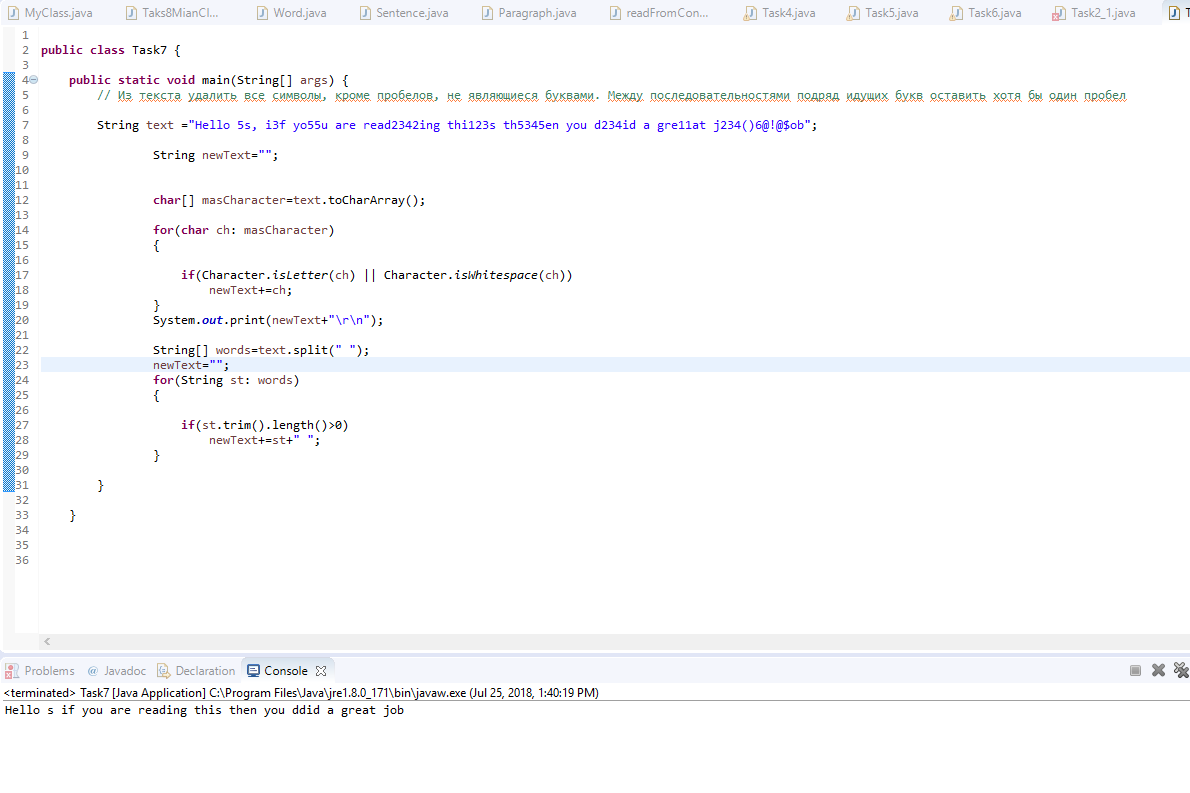 MyClass.java Taks8MianCl... Word.java Sentence.java Paragraph.java readFromCon... Task4.java Task5.java Task6.java Task2_1.java
1
2 public class Task7 {
3
4 public static void main(String[] args) {
5 // Из текста удалить все символы, кроме пробелов, не являющиеся буквами. Между последовательностями подряд идущих букв оставить хотя бы один пробел
6
7 String text ="Hello 5s, i3f yo55u are read2342ing thi123s th5345en you d234id a gre11at j234()6@!@$ob";
8
9 String newText="";
10
11
12 char[] masCharacter=text.toCharArray();
13
14 for(char ch: masCharacter)
15 {
16
17 if(Character.isLetter(ch) || Character.isWhitespace(ch))
18 newText+=ch;
19 }
20 System.out.print(newText+"\r\n");
21
22 String[] words=text.split(" ");
23 newText="";
24 for(String st: words)
25 {
26
27 if(st.trim().length()>0)
28 newText+=st+" ";
29 }
30
31 }
32
33 }
34
35
36
Problems @ Javadoc Declaration Console
<terminated> Task7 [Java Application] C:\Program Files\Java\jre1.8.0_171\bin\javaw.exe (Jul 25, 2018, 1:40:19 PM)
Hello s if you are reading this then you ddid a great job